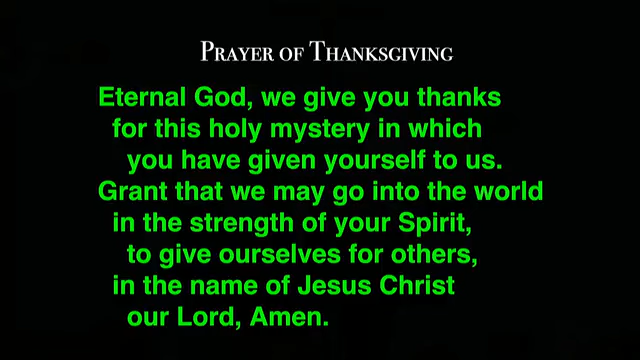 Prayer of Thanksgiving
Eternal God, we give you thanks
for this holy mystery in which
you have given yourself to us.
Grant that we may go into the world
in the strength of your Spirit,
to give ourselves for others,
in the name of Jesus Christ
our Lord, Amen.